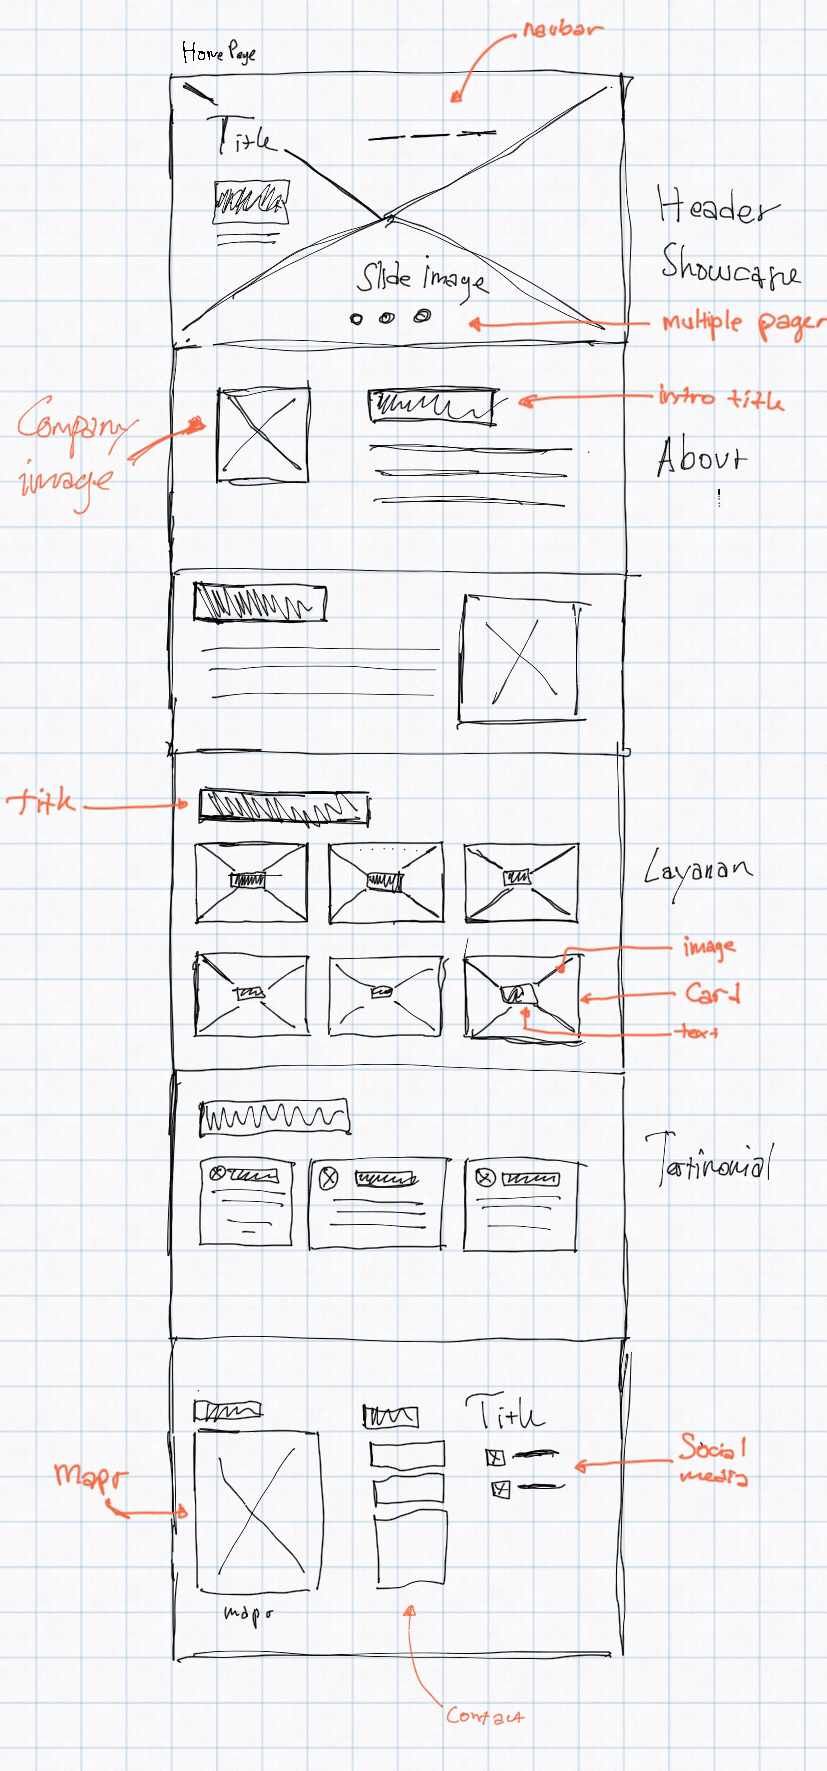 Home Page
navbar
Title
Header
Showcase
Slide image
multiple pages
Company
image
intro title
About
Title
Layanan
image
Card
text
Testimonial
Title
Social
media
maps
maps
Contact